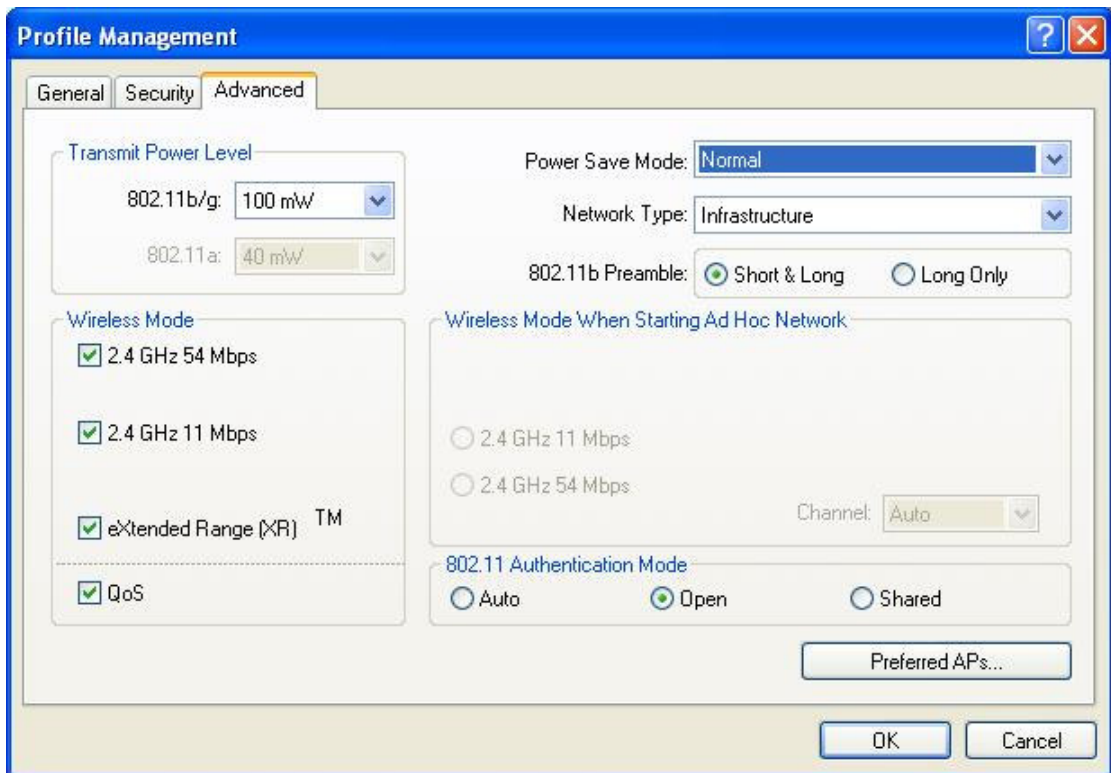 Profile Management
General Security Advanced
Transmit Power Level
802.11b/g: 100 mW
802.11a: 40 mW
Power Save Mode: Normal
Network Type: Infrastructure
802.11b Preamble: Short & Long Long Only
Wireless Mode
2.4 GHz 54 Mbps
2.4 GHz 11 Mbps
eXtended Range (XR) TM
QoS
Wireless Mode When Starting Ad Hoc Network
2.4 GHz 11 Mbps
2.4 GHz 54 Mbps
Channel: Auto
802.11 Authentication Mode
Auto Open Shared
Preferred APs...
OK Cancel